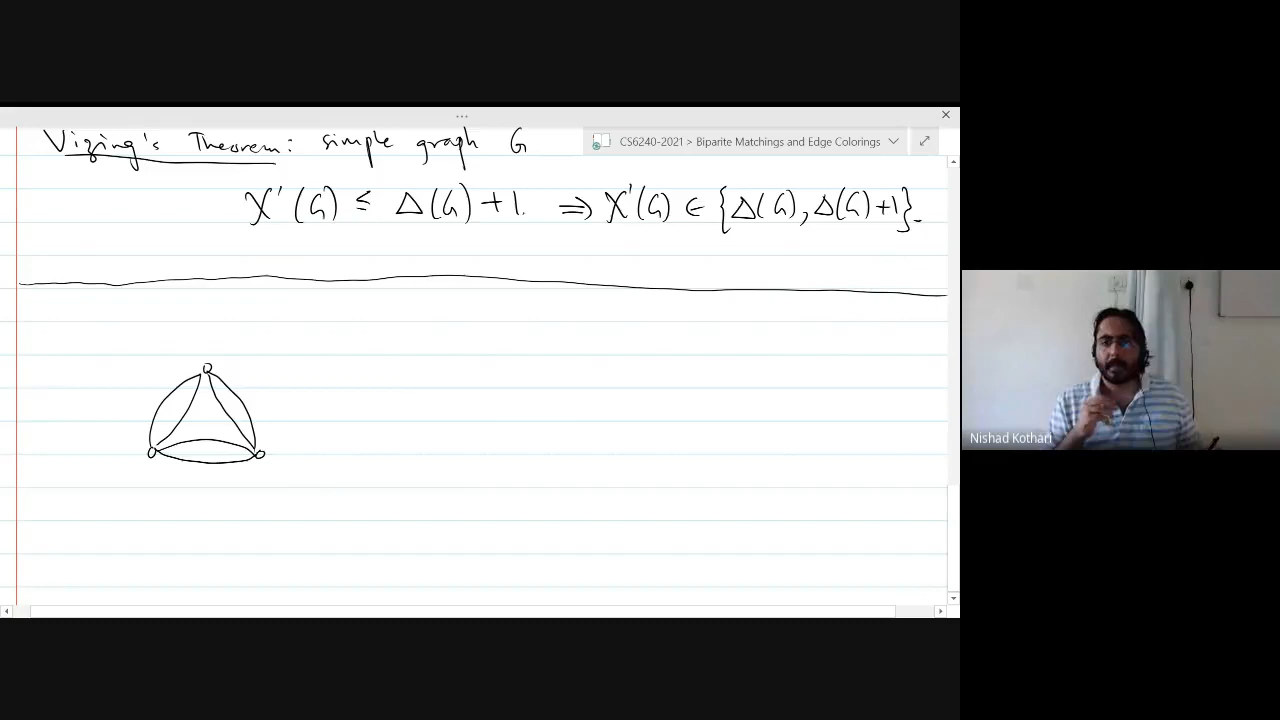 Vizing's Theorem: simple graph G
CS6240-2021 > Biparite Matchings and Edge Colorings
χ'(G) ≤ Δ(G)+1. ⇒ χ'(G) ∈ {Δ(G), Δ(G)+1}.
Nishad Kothari